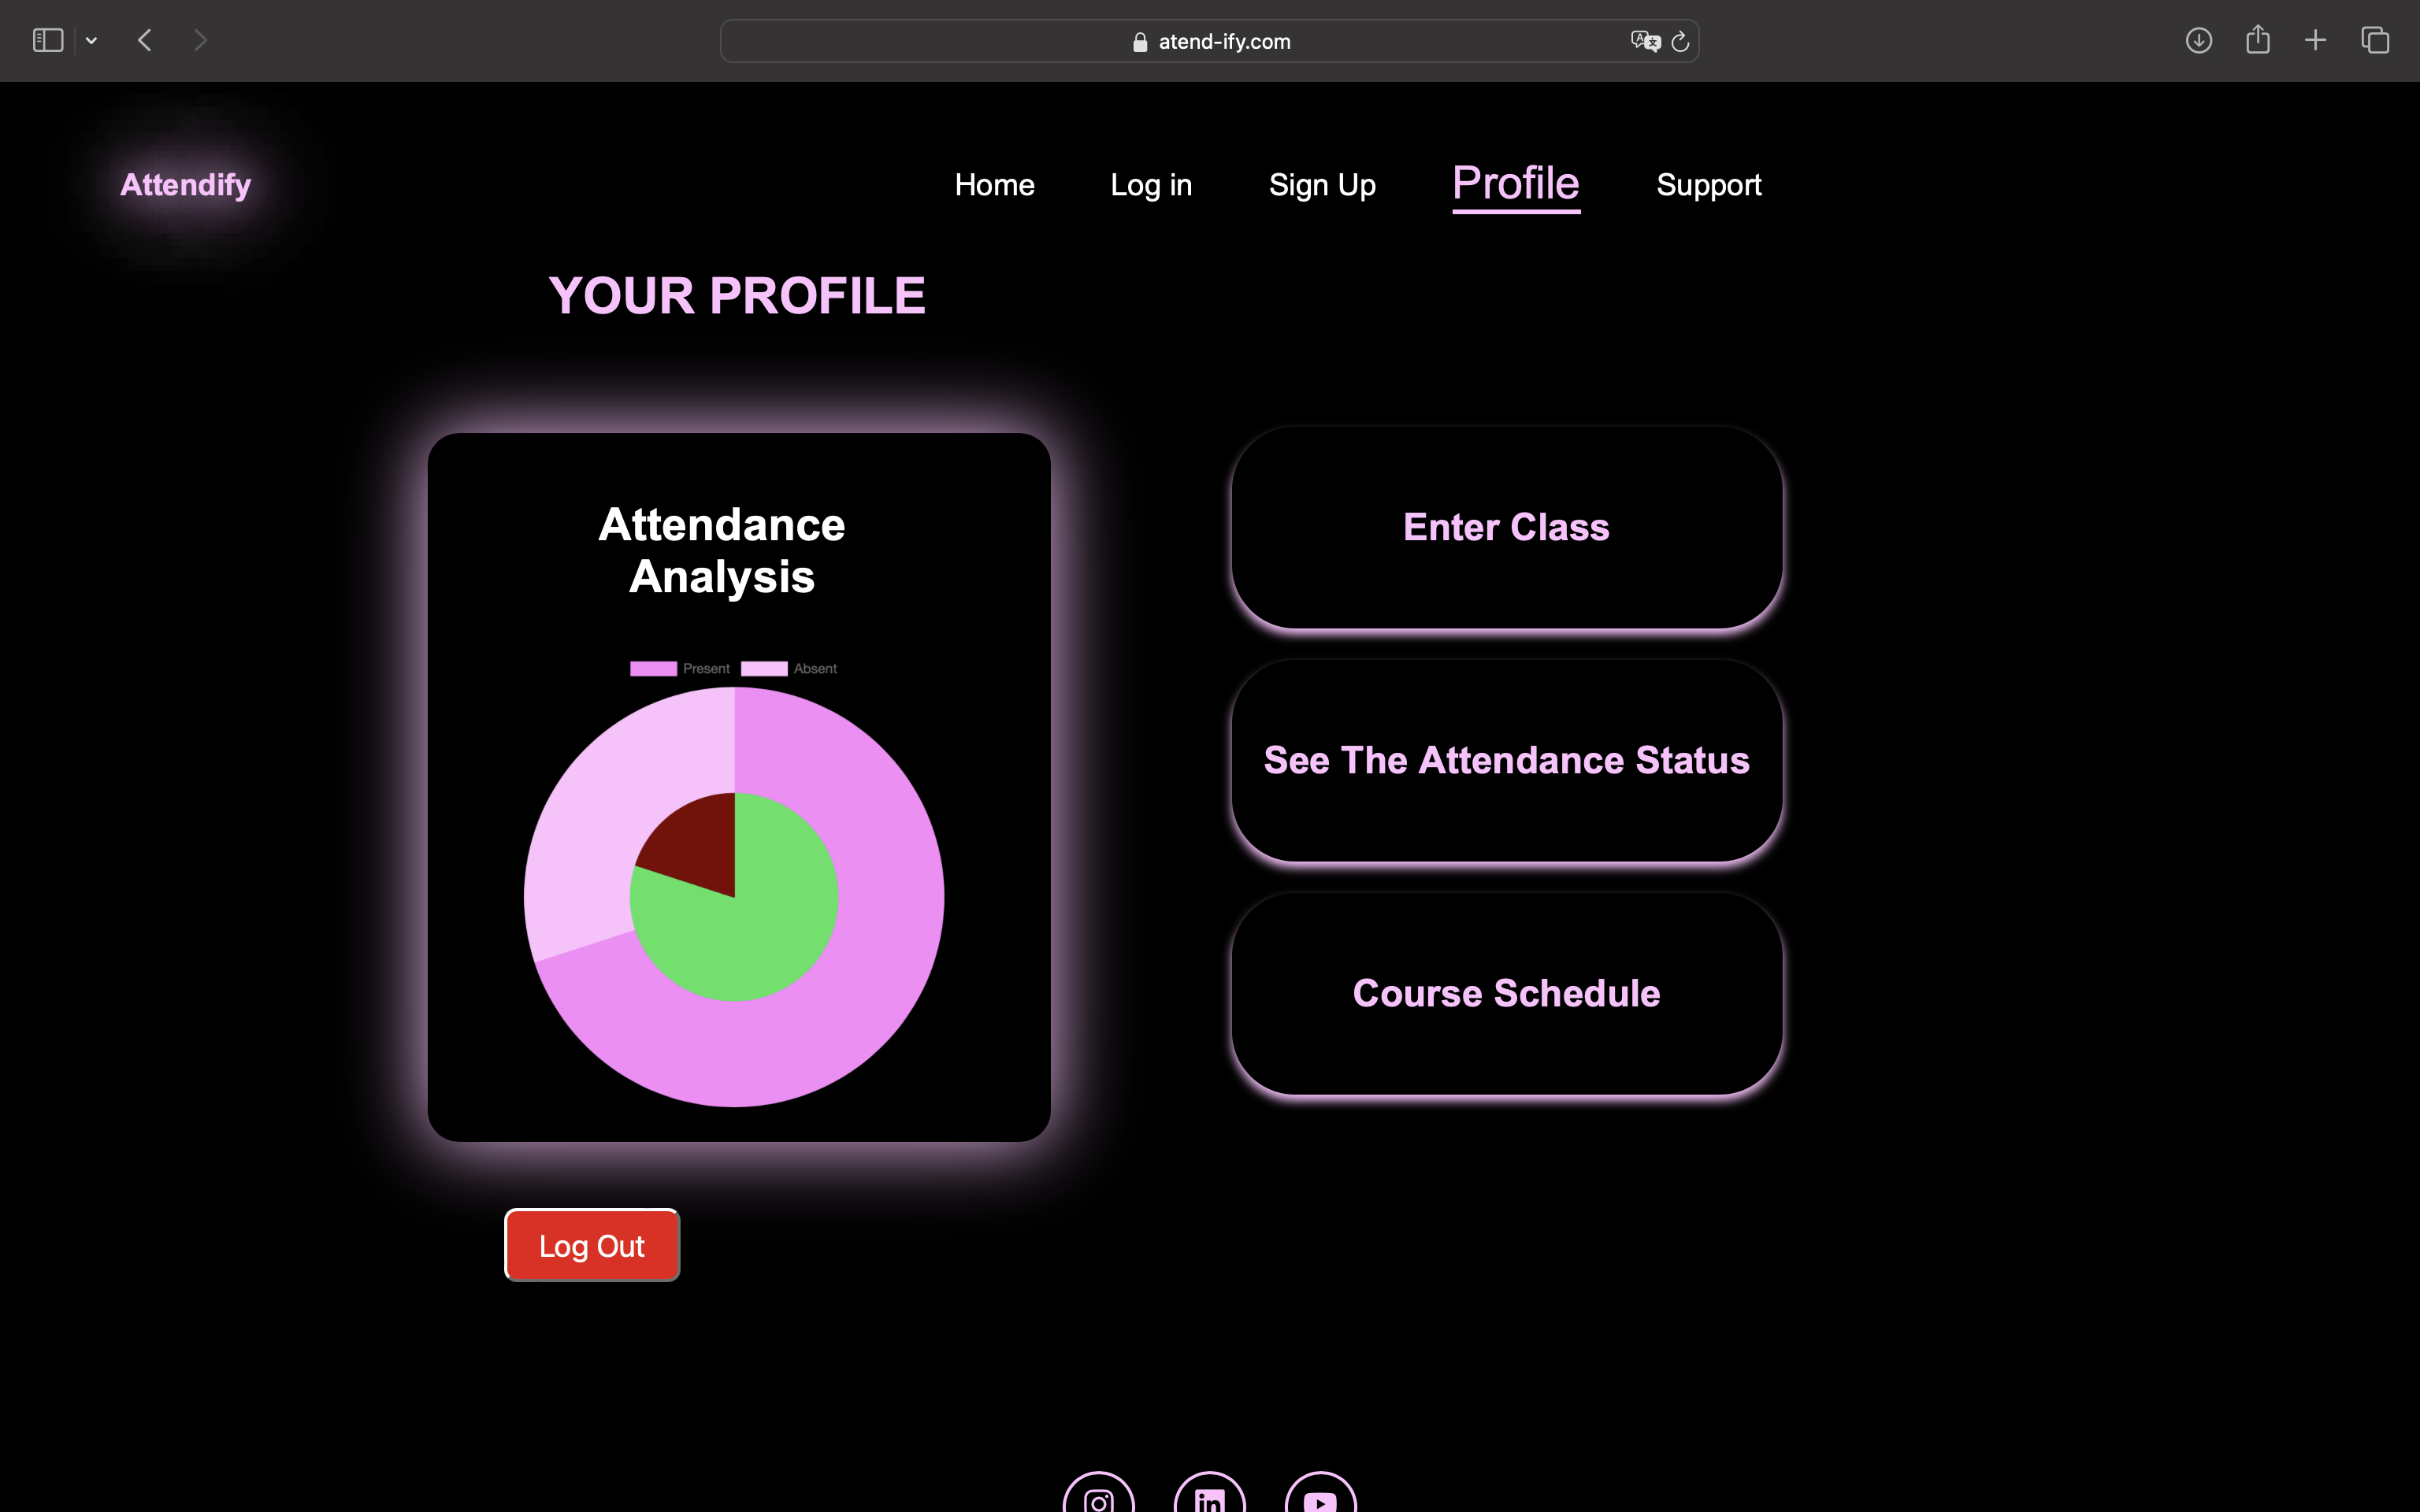 atend-ify.com
Attendify
Home
Log in
Sign Up
Profile
Support
YOUR PROFILE
Attendance
Analysis
Present
Absent
Enter Class
See The Attendance Status
Course Schedule
Log Out
in